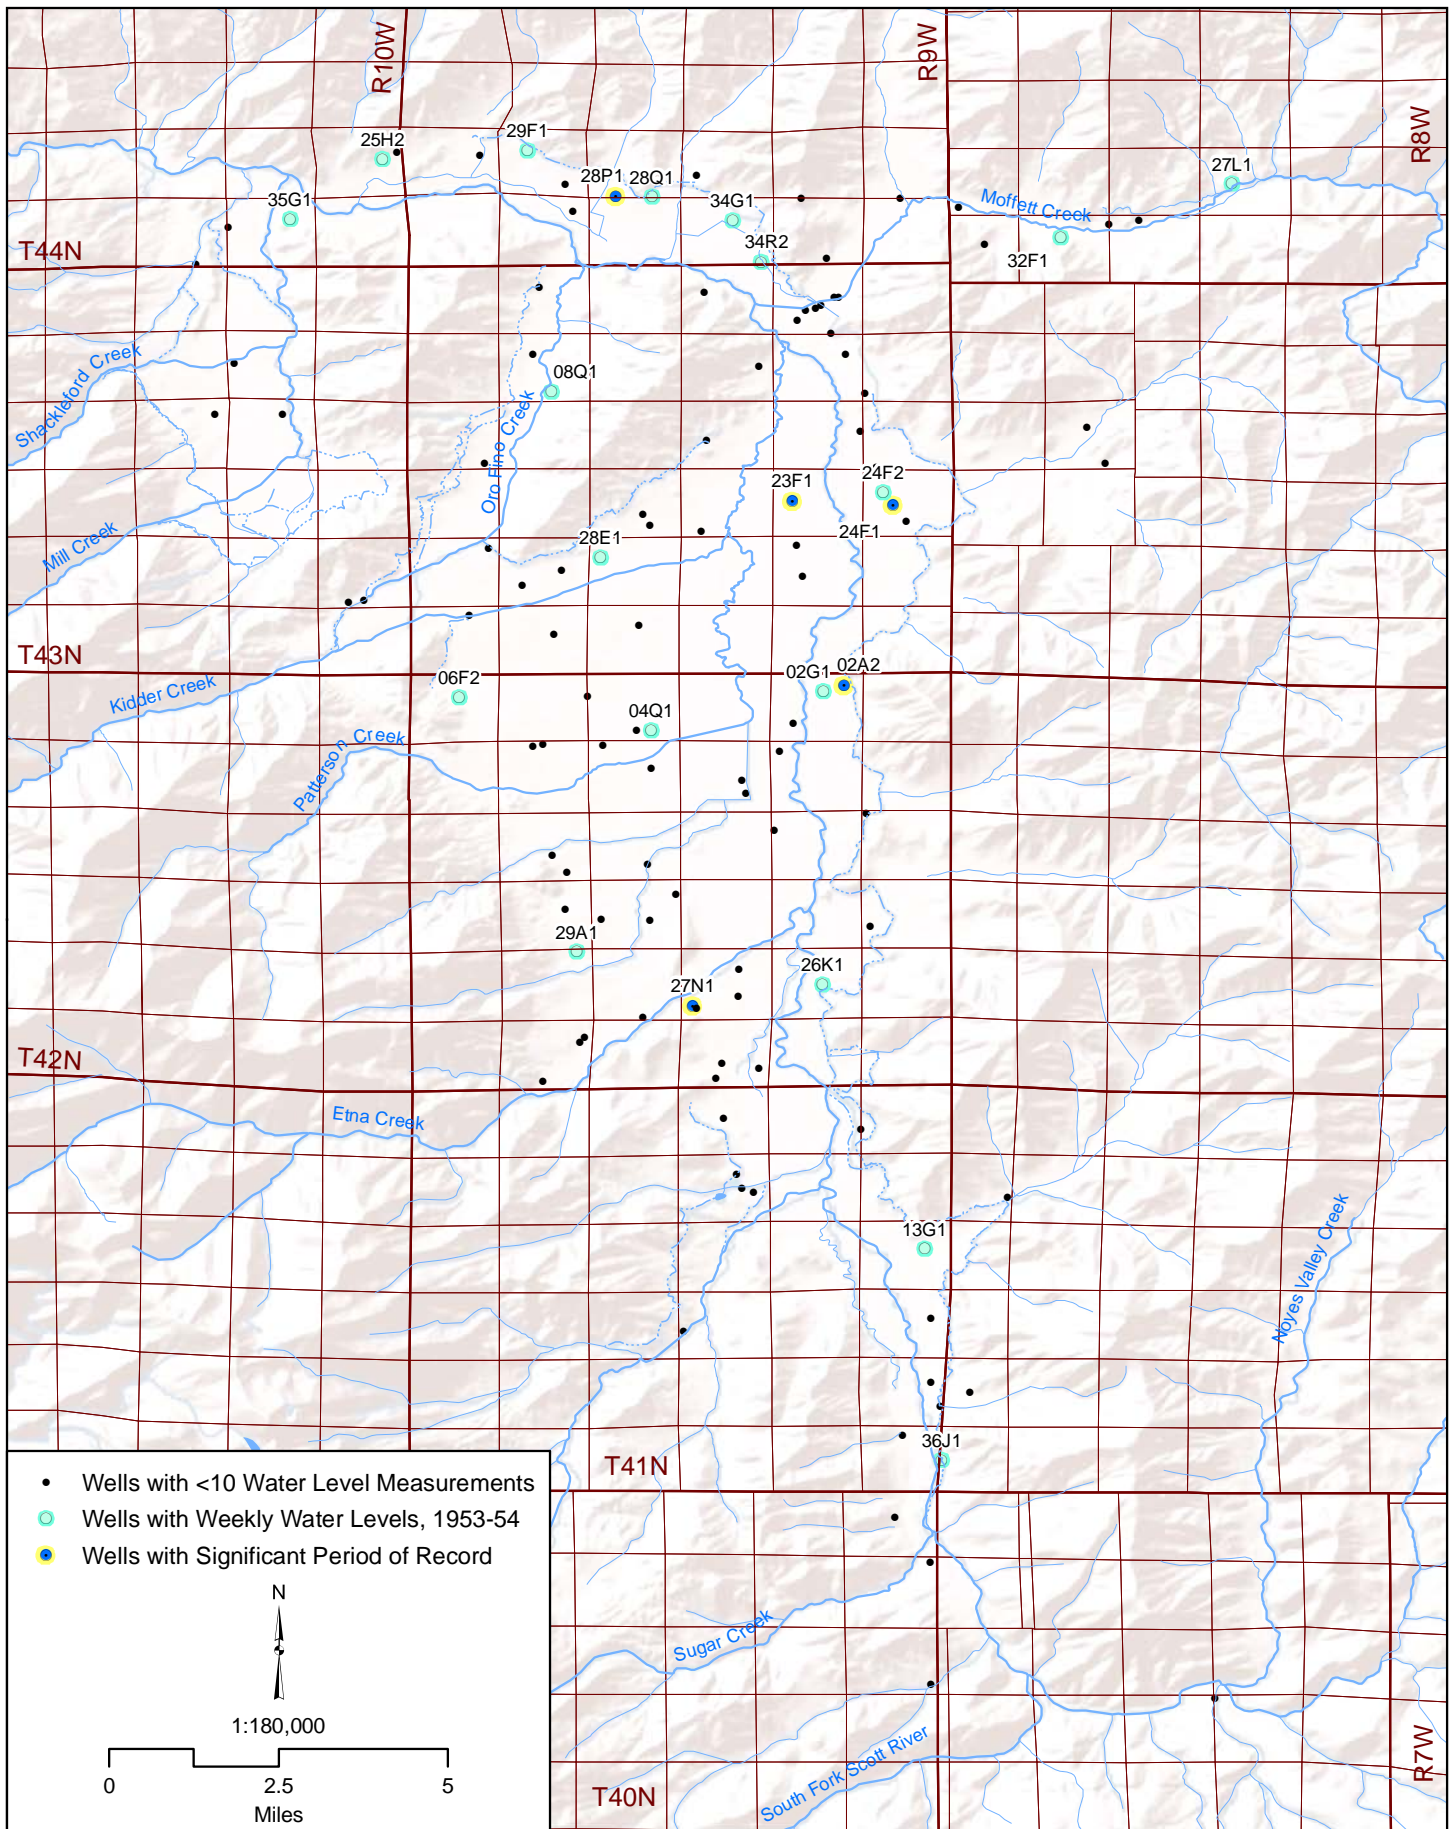 R10W
R9W
R8W
25H2
29F1
28P1
28Q1
27L1
35G1
34G1
Moffett Creek
34R2
32F1
T44N
Shackleford Creek
08Q1
Oro Fino Creek
23F1
24F2
24F1
28E1
Mill Creek
T43N
Kidder Creek
06F2
02G1
02A2
04Q1
Patterson Creek
29A1
26K1
27N1
T42N
Etna Creek
13G1
Noyes Valley Creek
36J1
T41N
Wells with <10 Water Level Measurements
Wells with Weekly Water Levels, 1953-54
Wells with Significant Period of Record
N
1:180,000
0
2.5
5
Miles
Sugar Creek
South Fork Scott River
T40N
R7W